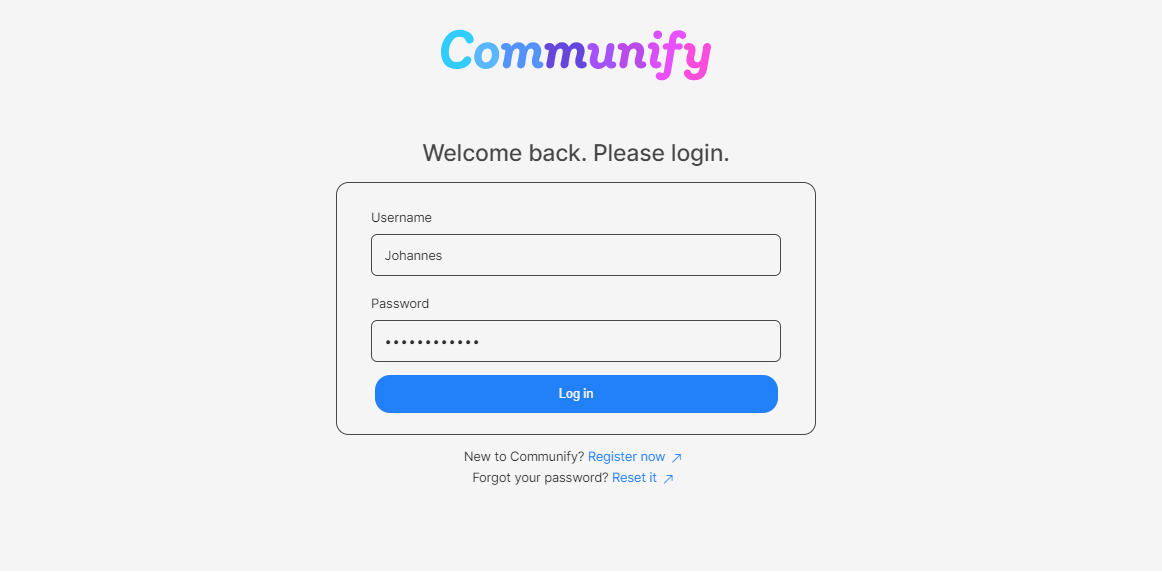 Communify
Welcome back. Please login.
Username
Johannes
Password
••••••••••••
Log in
New to Communify? Register now ↗
Forgot your password? Reset it ↗